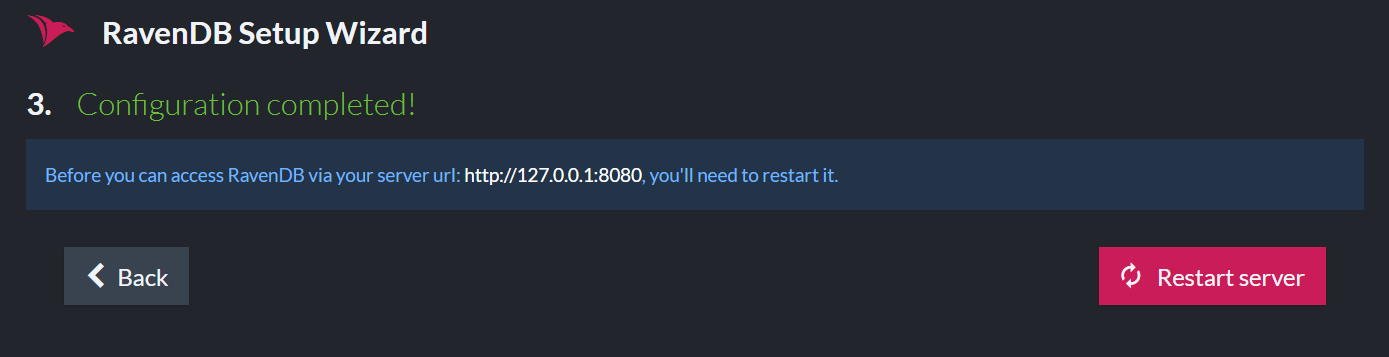 RavenDB Setup Wizard
3. Configuration completed!
Before you can access RavenDB via your server url: http://127.0.0.1:8080, you'll need to restart it.
Back
Restart server